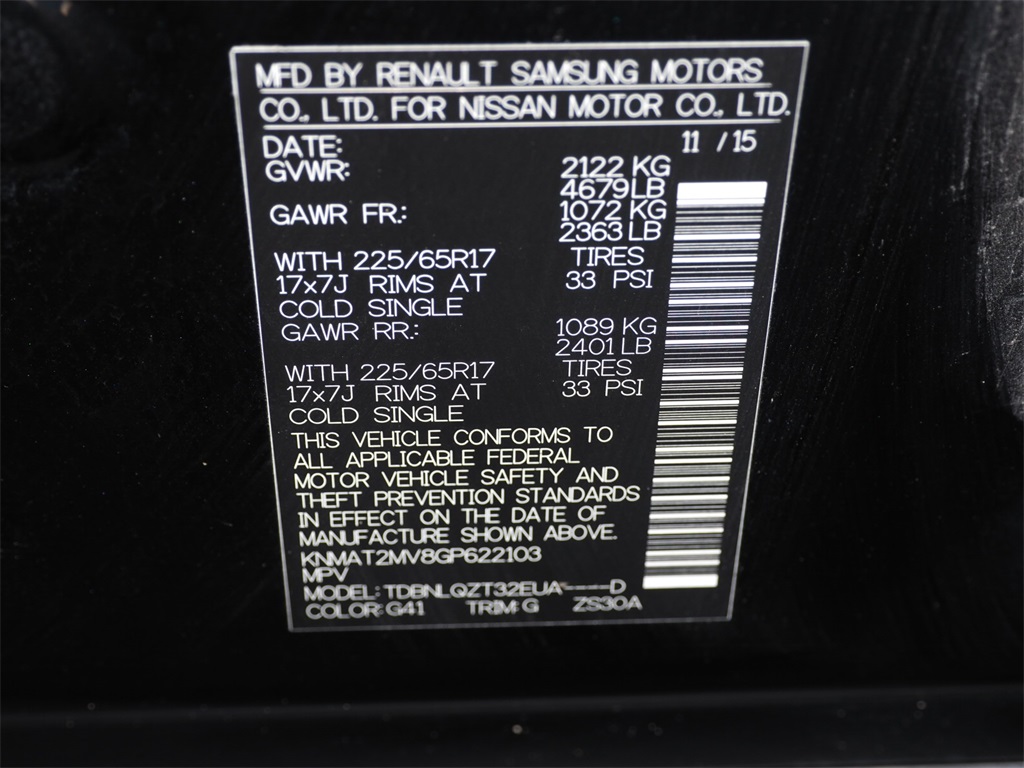 MFD BY RENAULT SAMSUNG MOTORS
CO., LTD. FOR NISSAN MOTOR CO., LTD.
DATE: 11 / 15
GVWR: 2122 KG
4679 LB
GAWR FR.: 1072 KG
2363 LB
WITH 225/65R17 TIRES
17x7J RIMS AT 33 PSI
COLD SINGLE
GAWR RR.: 1089 KG
2401 LB
WITH 225/65R17 TIRES
17x7J RIMS AT 33 PSI
COLD SINGLE
THIS VEHICLE CONFORMS TO
ALL APPLICABLE FEDERAL
MOTOR VEHICLE SAFETY AND
THEFT PREVENTION STANDARDS
IN EFFECT ON THE DATE OF
MANUFACTURE SHOWN ABOVE.
KNMAT2MV8GP622103
MPV
MODEL: TDBNLQZT32EUA-----D
COLOR: G41 TRIM: G ZS30A